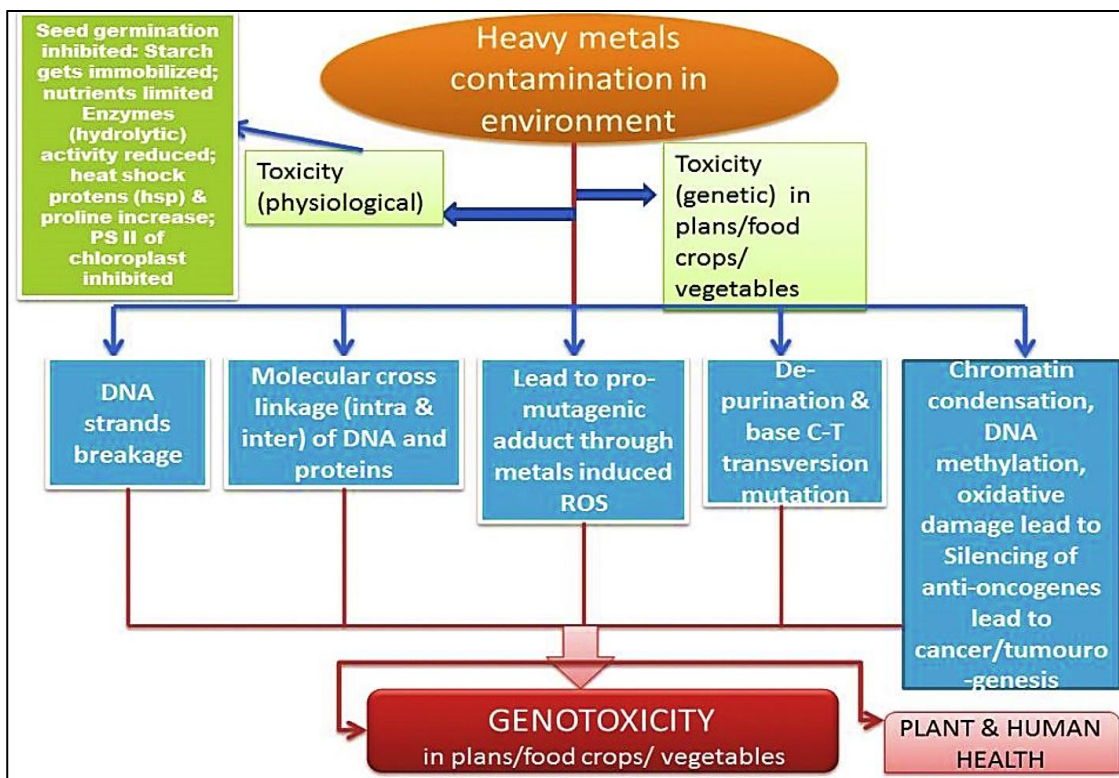 Seed germination
inhibited: Starch
gets immobilized;
nutrients limited
Enzymes
(hydrolytic)
activity reduced;
heat shock
protens (hsp) &
proline increase;
PS II of
chloroplast
inhibited
Heavy metals
contamination in
environment
Toxicity
(physiological)
Toxicity
(genetic) in
plans/food
crops/
vegetables
DNA
strands
breakage
Molecular cross
linkage (intra &
inter) of DNA and
proteins
Lead to pro-
mutagenic
adduct through
metals induced
ROS
De-
purination &
base C-T
transversion
mutation
Chromatin
condensation,
DNA
methylation,
oxidative
damage lead to
Silencing of
anti-oncogenes
lead to
cancer/tumouro
-genesis
GENOTOXICITY
in plans/food crops/ vegetables
PLANT & HUMAN
HEALTH